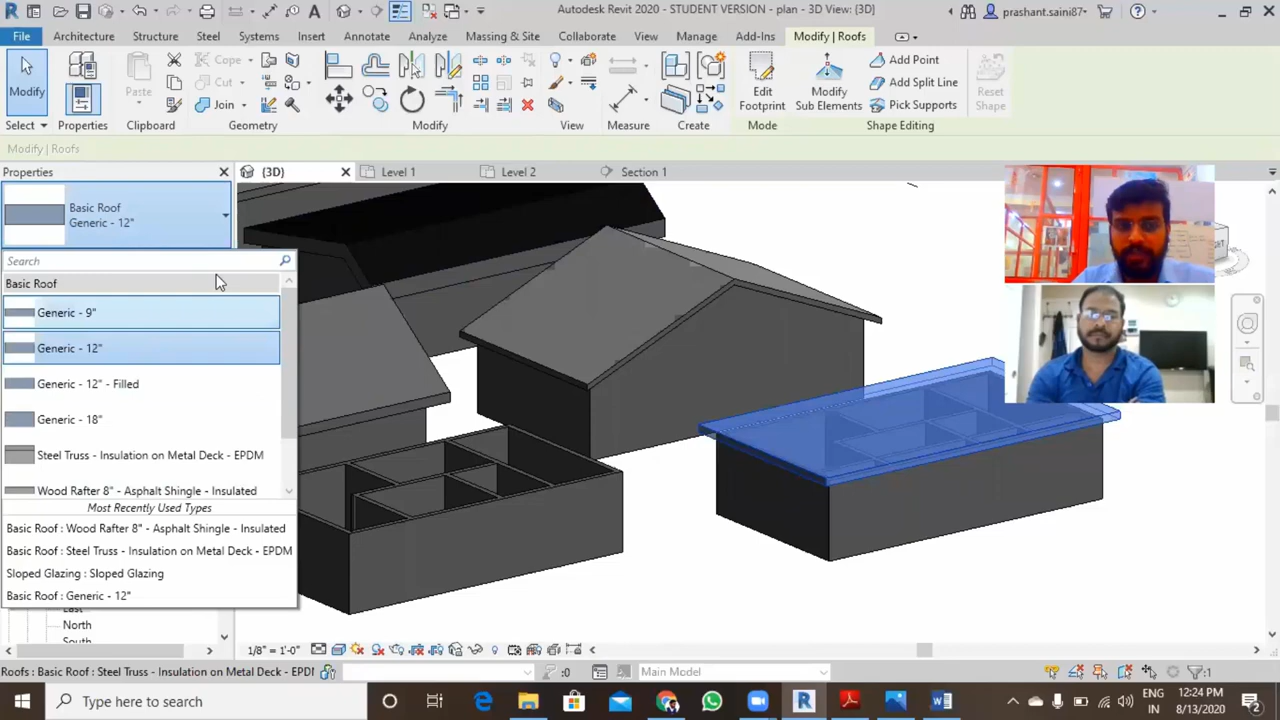 Autodesk Revit 2020 - STUDENT VERSION - plan - 3D View: {3D}
prashant.saini87
File
Architecture
Structure
Steel
Systems
Insert
Annotate
Analyze
Massing & Site
Collaborate
View
Manage
Add-Ins
Modify | Roofs
Modify
Select
Properties
Paste
Clipboard
Cope
Cut
Join
Geometry
Modify
View
Measure
Create
Edit
Footprint
Mode
Modify
Sub Elements
Add Point
Add Split Line
Pick Supports
Shape Editing
Reset
Shape
Modify | Roofs
Properties
{3D}
Level 1
Level 2
Section 1
Basic Roof
Generic - 12"
Search
Basic Roof
Generic - 9"
Generic - 12"
Generic - 12" - Filled
Generic - 18"
Steel Truss - Insulation on Metal Deck - EPDM
Wood Rafter 8" - Asphalt Shingle - Insulated
Most Recently Used Types
Basic Roof : Wood Rafter 8" - Asphalt Shingle - Insulated
Basic Roof : Steel Truss - Insulation on Metal Deck - EPDM
Sloped Glazing : Sloped Glazing
Basic Roof : Generic - 12"
East
North
South
1/8" = 1'-0"
Roofs : Basic Roof : Steel Truss - Insulation on Metal Deck - EPDM
:0
Main Model
:1
Type here to search
ENG
IN
12:24 PM
8/13/2020
2